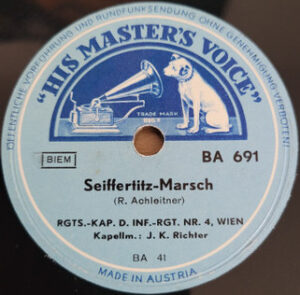 ÖFFENTLICHE VORFÜHRUNG UND RUNDFUNKSENDUNG OHNE GENEHMIGUNG VERBOTEN!
"HIS MASTER'S VOICE"
TRADE MARK
BIEM
BA 691
Seiffertitz-Marsch
(R. Achleitner)
RGTS.-KAP. D. INF.-RGT. NR. 4, WIEN
Kapellm.: J. K. Richter
BA 41
MADE IN AUSTRIA